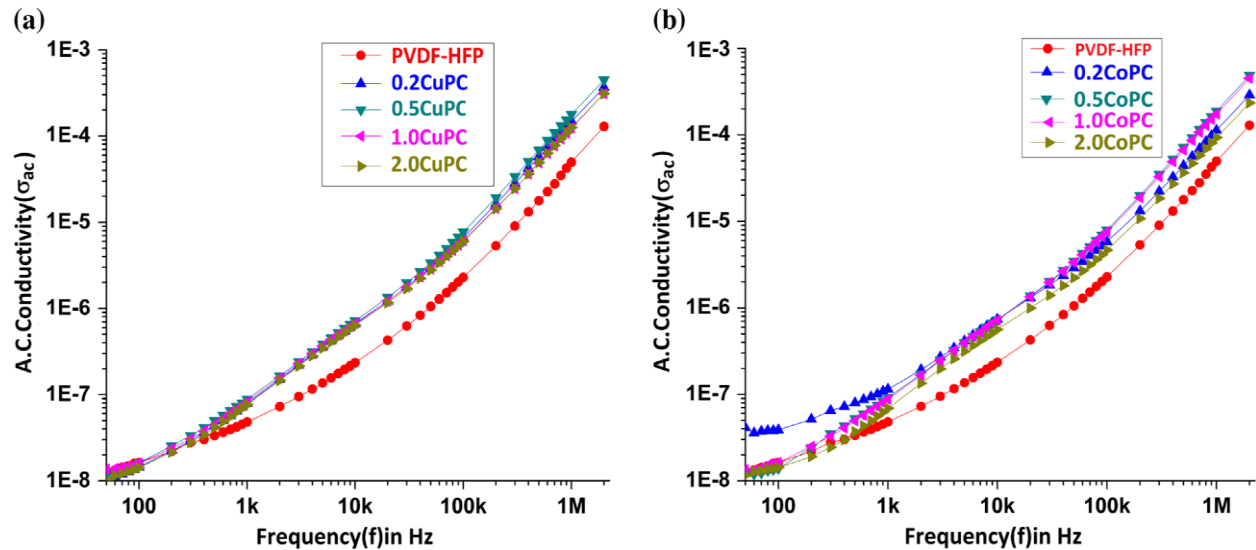 (a)
1E-3
1E-4
1E-5
1E-6
1E-7
1E-8
A.C.Conductivity(σac)
PVDF-HFP
0.2CuPC
0.5CuPC
1.0CuPC
2.0CuPC
100 1k 10k 100k 1M
Frequency(f)in Hz
(b)
1E-3
1E-4
1E-5
1E-6
1E-7
1E-8
A.C.Conductivity(σac)
PVDF-HFP
0.2CoPC
0.5CoPC
1.0CoPC
2.0CoPC
100 1k 10k 100k 1M
Frequency(f)in Hz